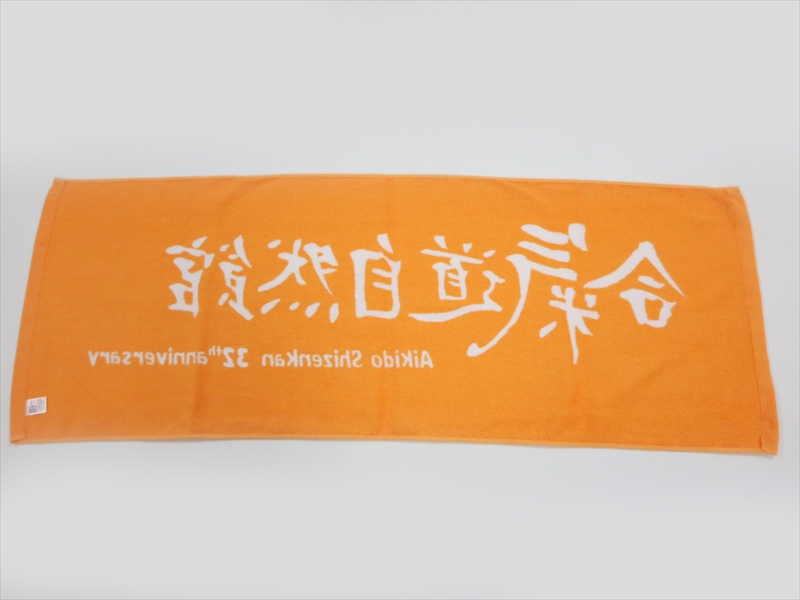 合氣道自然館
Aikido Shizenkan 32th anniversary